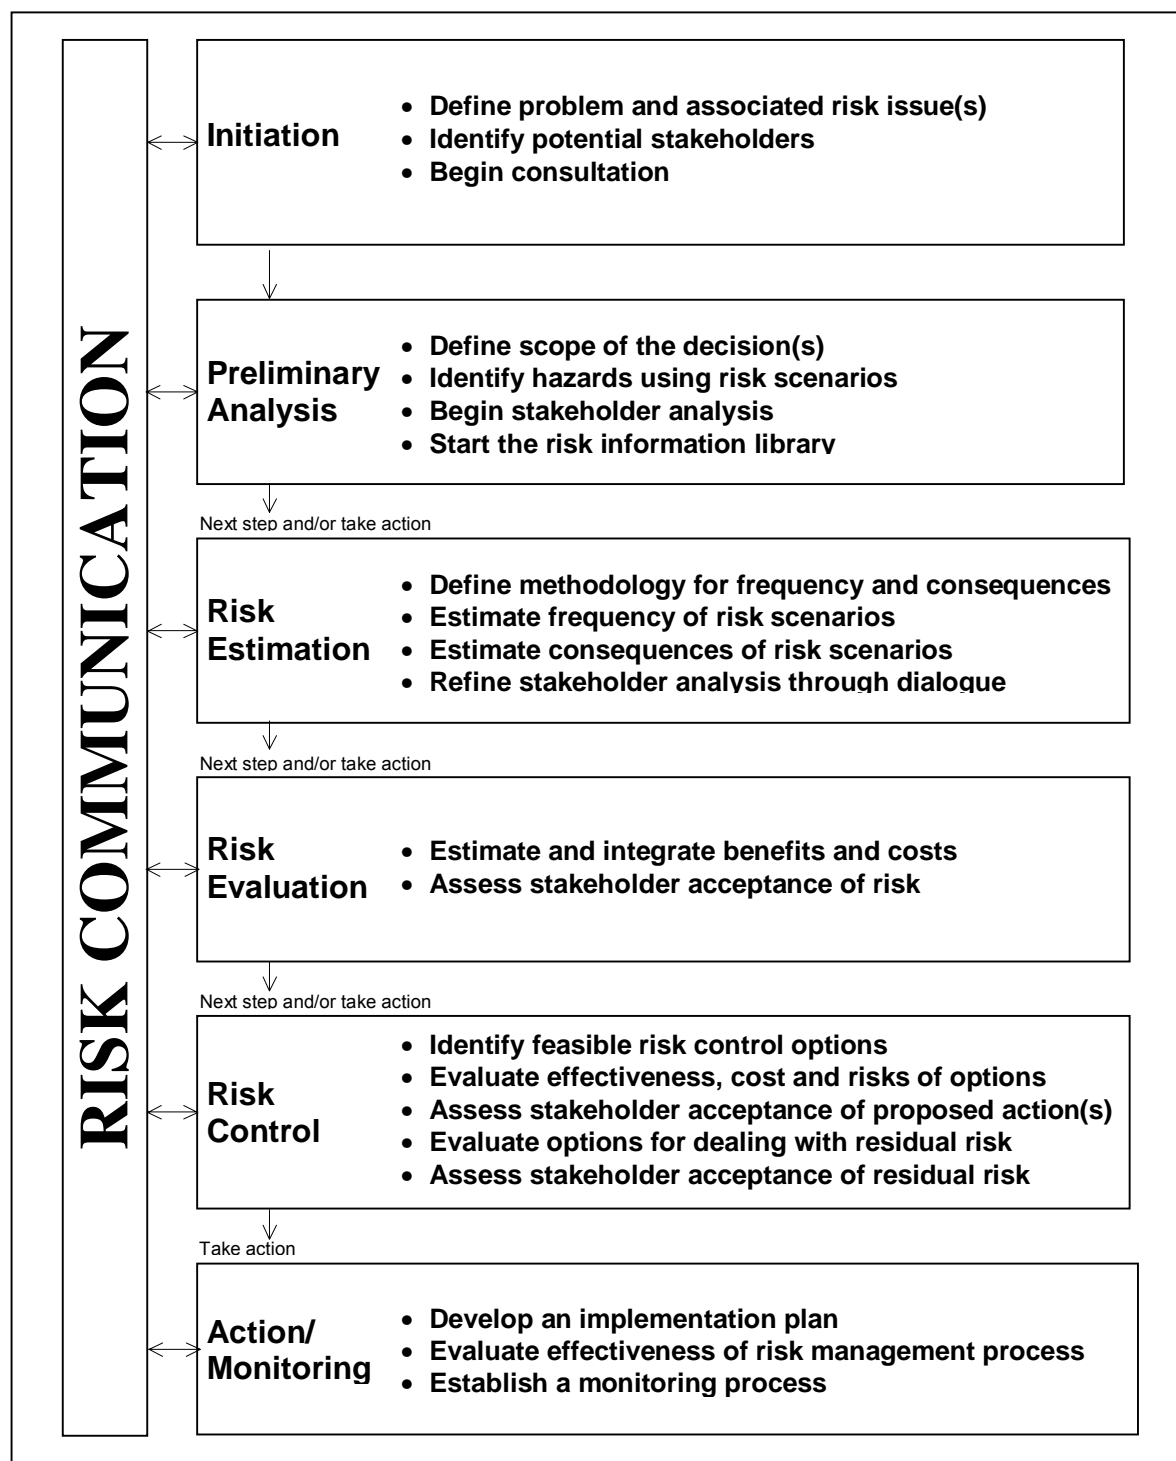 RISK COMMUNICATION
Initiation
• Define problem and associated risk issue(s)
• Identify potential stakeholders
• Begin consultation
Preliminary
Analysis
• Define scope of the decision(s)
• Identify hazards using risk scenarios
• Begin stakeholder analysis
• Start the risk information library
Next step and/or take action
Risk
Estimation
• Define methodology for frequency and consequences
• Estimate frequency of risk scenarios
• Estimate consequences of risk scenarios
• Refine stakeholder analysis through dialogue
Next step and/or take action
Risk
Evaluation
• Estimate and integrate benefits and costs
• Assess stakeholder acceptance of risk
Next step and/or take action
Risk
Control
• Identify feasible risk control options
• Evaluate effectiveness, cost and risks of options
• Assess stakeholder acceptance of proposed action(s)
• Evaluate options for dealing with residual risk
• Assess stakeholder acceptance of residual risk
Take action
Action/
Monitoring
• Develop an implementation plan
• Evaluate effectiveness of risk management process
• Establish a monitoring process